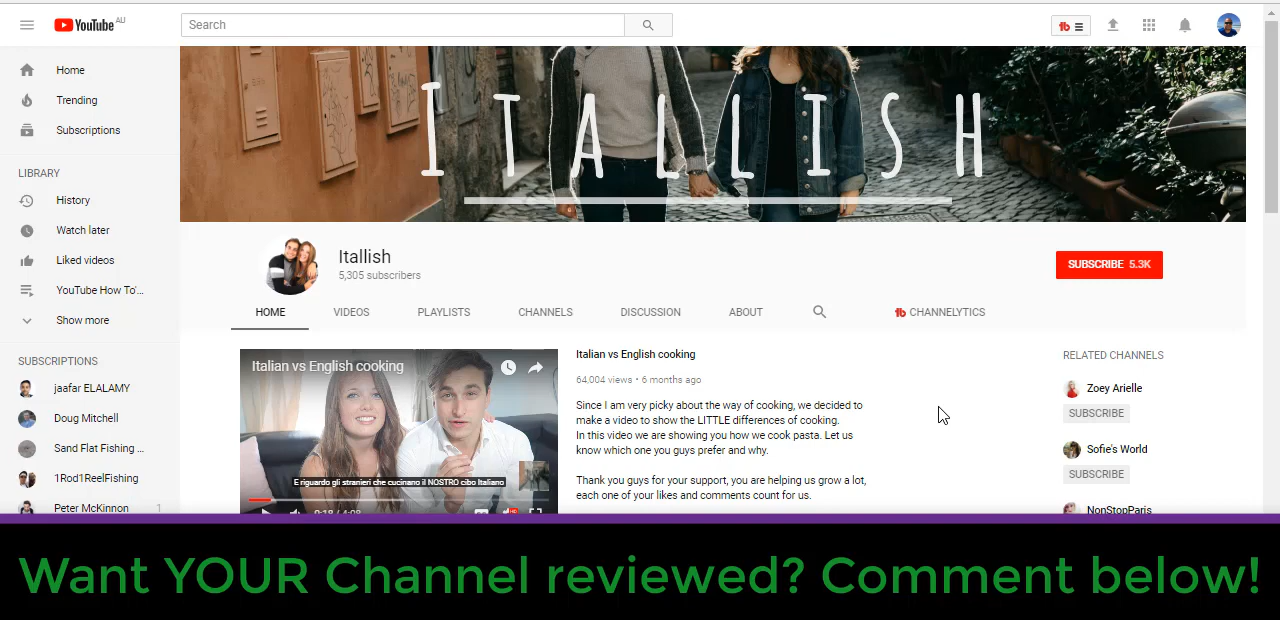 YouTube AU
Search
tb
Home
Trending
Subscriptions
LIBRARY
History
Watch later
Liked videos
YouTube How To'...
Show more
SUBSCRIPTIONS
jaafar ELALAMY
Doug Mitchell
Sand Flat Fishing ...
1Rod1ReelFishing
Peter McKinnon 1
ITALLISH
Itallish
5,305 subscribers
SUBSCRIBE 5.3K
HOME VIDEOS PLAYLISTS CHANNELS DISCUSSION ABOUT tb CHANNELYTICS
Italian vs English cooking
E riguardo gli stranieri che cucinano il NOSTRO cibo Italiano
0:18 / 4:08
Italian vs English cooking
64,004 views • 6 months ago
Since I am very picky about the way of cooking, we decided to
make a video to show the LITTLE differences of cooking.
In this video we are showing you how we cook pasta. Let us
know which one you guys prefer and why.
Thank you guys for your support, you are helping us grow a lot,
each one of your likes and comments count for us.
RELATED CHANNELS
Zoey Arielle
SUBSCRIBE
Sofie's World
SUBSCRIBE
NonStopParis
Want YOUR Channel reviewed? Comment below!